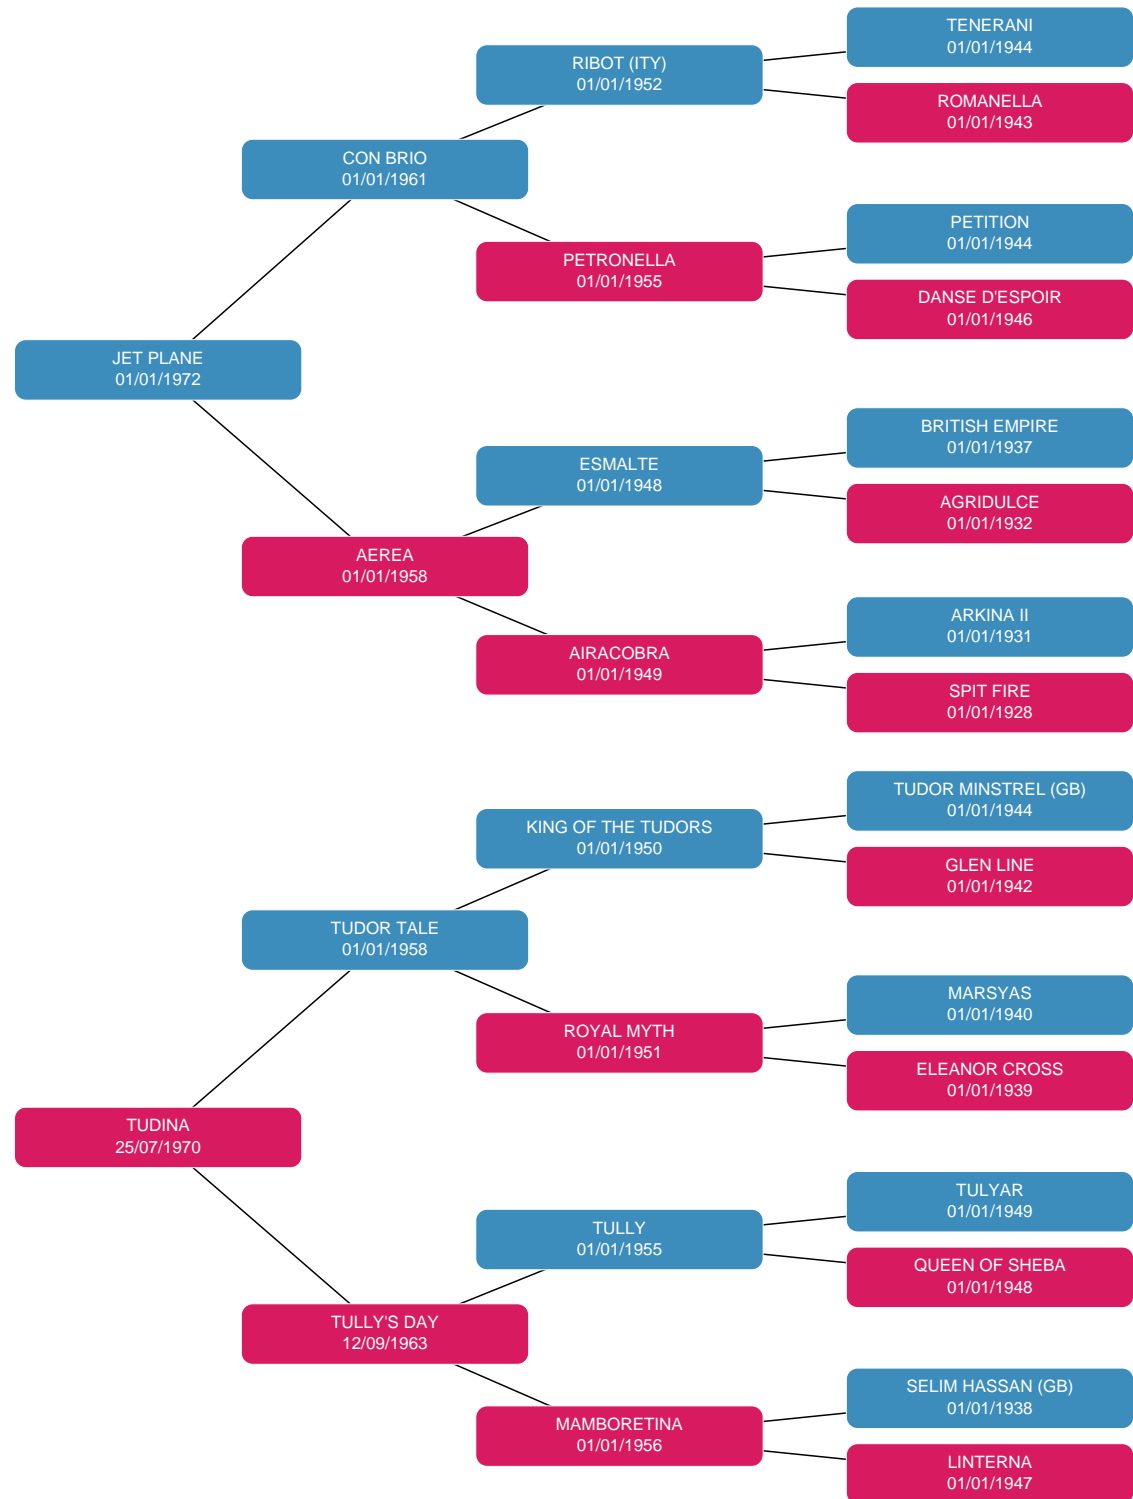 TENERANI
01/01/1944
RIBOT (ITY)
01/01/1952
ROMANELLA
01/01/1943
CON BRIO
01/01/1961
PETITION
01/01/1944
PETRONELLA
01/01/1955
DANSE D'ESPOIR
01/01/1946
JET PLANE
01/01/1972
BRITISH EMPIRE
01/01/1937
ESMALTE
01/01/1948
AGRIDULCE
01/01/1932
AEREA
01/01/1958
ARKINA II
01/01/1931
AIRACOBRA
01/01/1949
SPIT FIRE
01/01/1928
TUDOR MINSTREL (GB)
01/01/1944
KING OF THE TUDORS
01/01/1950
GLEN LINE
01/01/1942
TUDOR TALE
01/01/1958
MARSYAS
01/01/1940
ROYAL MYTH
01/01/1951
ELEANOR CROSS
01/01/1939
TUDINA
25/07/1970
TULYAR
01/01/1949
TULLY
01/01/1955
QUEEN OF SHEBA
01/01/1948
TULLY'S DAY
12/09/1963
SELIM HASSAN (GB)
01/01/1938
MAMBORETINA
01/01/1956
LINTERNA
01/01/1947